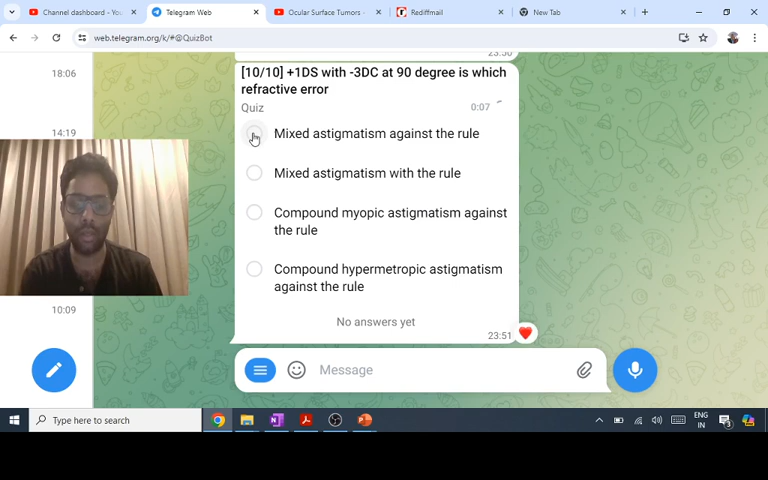 Channel dashboard - You
Telegram Web
Ocular Surface Tumors -
Rediffmail
New Tab
web.telegram.org/k/#@QuizBot
23:50
18:06
[10/10] +1DS with -3DC at 90 degree is which
refractive error
Quiz
0:07
14:19
Mixed astigmatism against the rule
Mixed astigmatism with the rule
Compound myopic astigmatism against
the rule
Compound hypermetropic astigmatism
against the rule
10:09
No answers yet
23:51
Message
Type here to search
ENG
IN
3